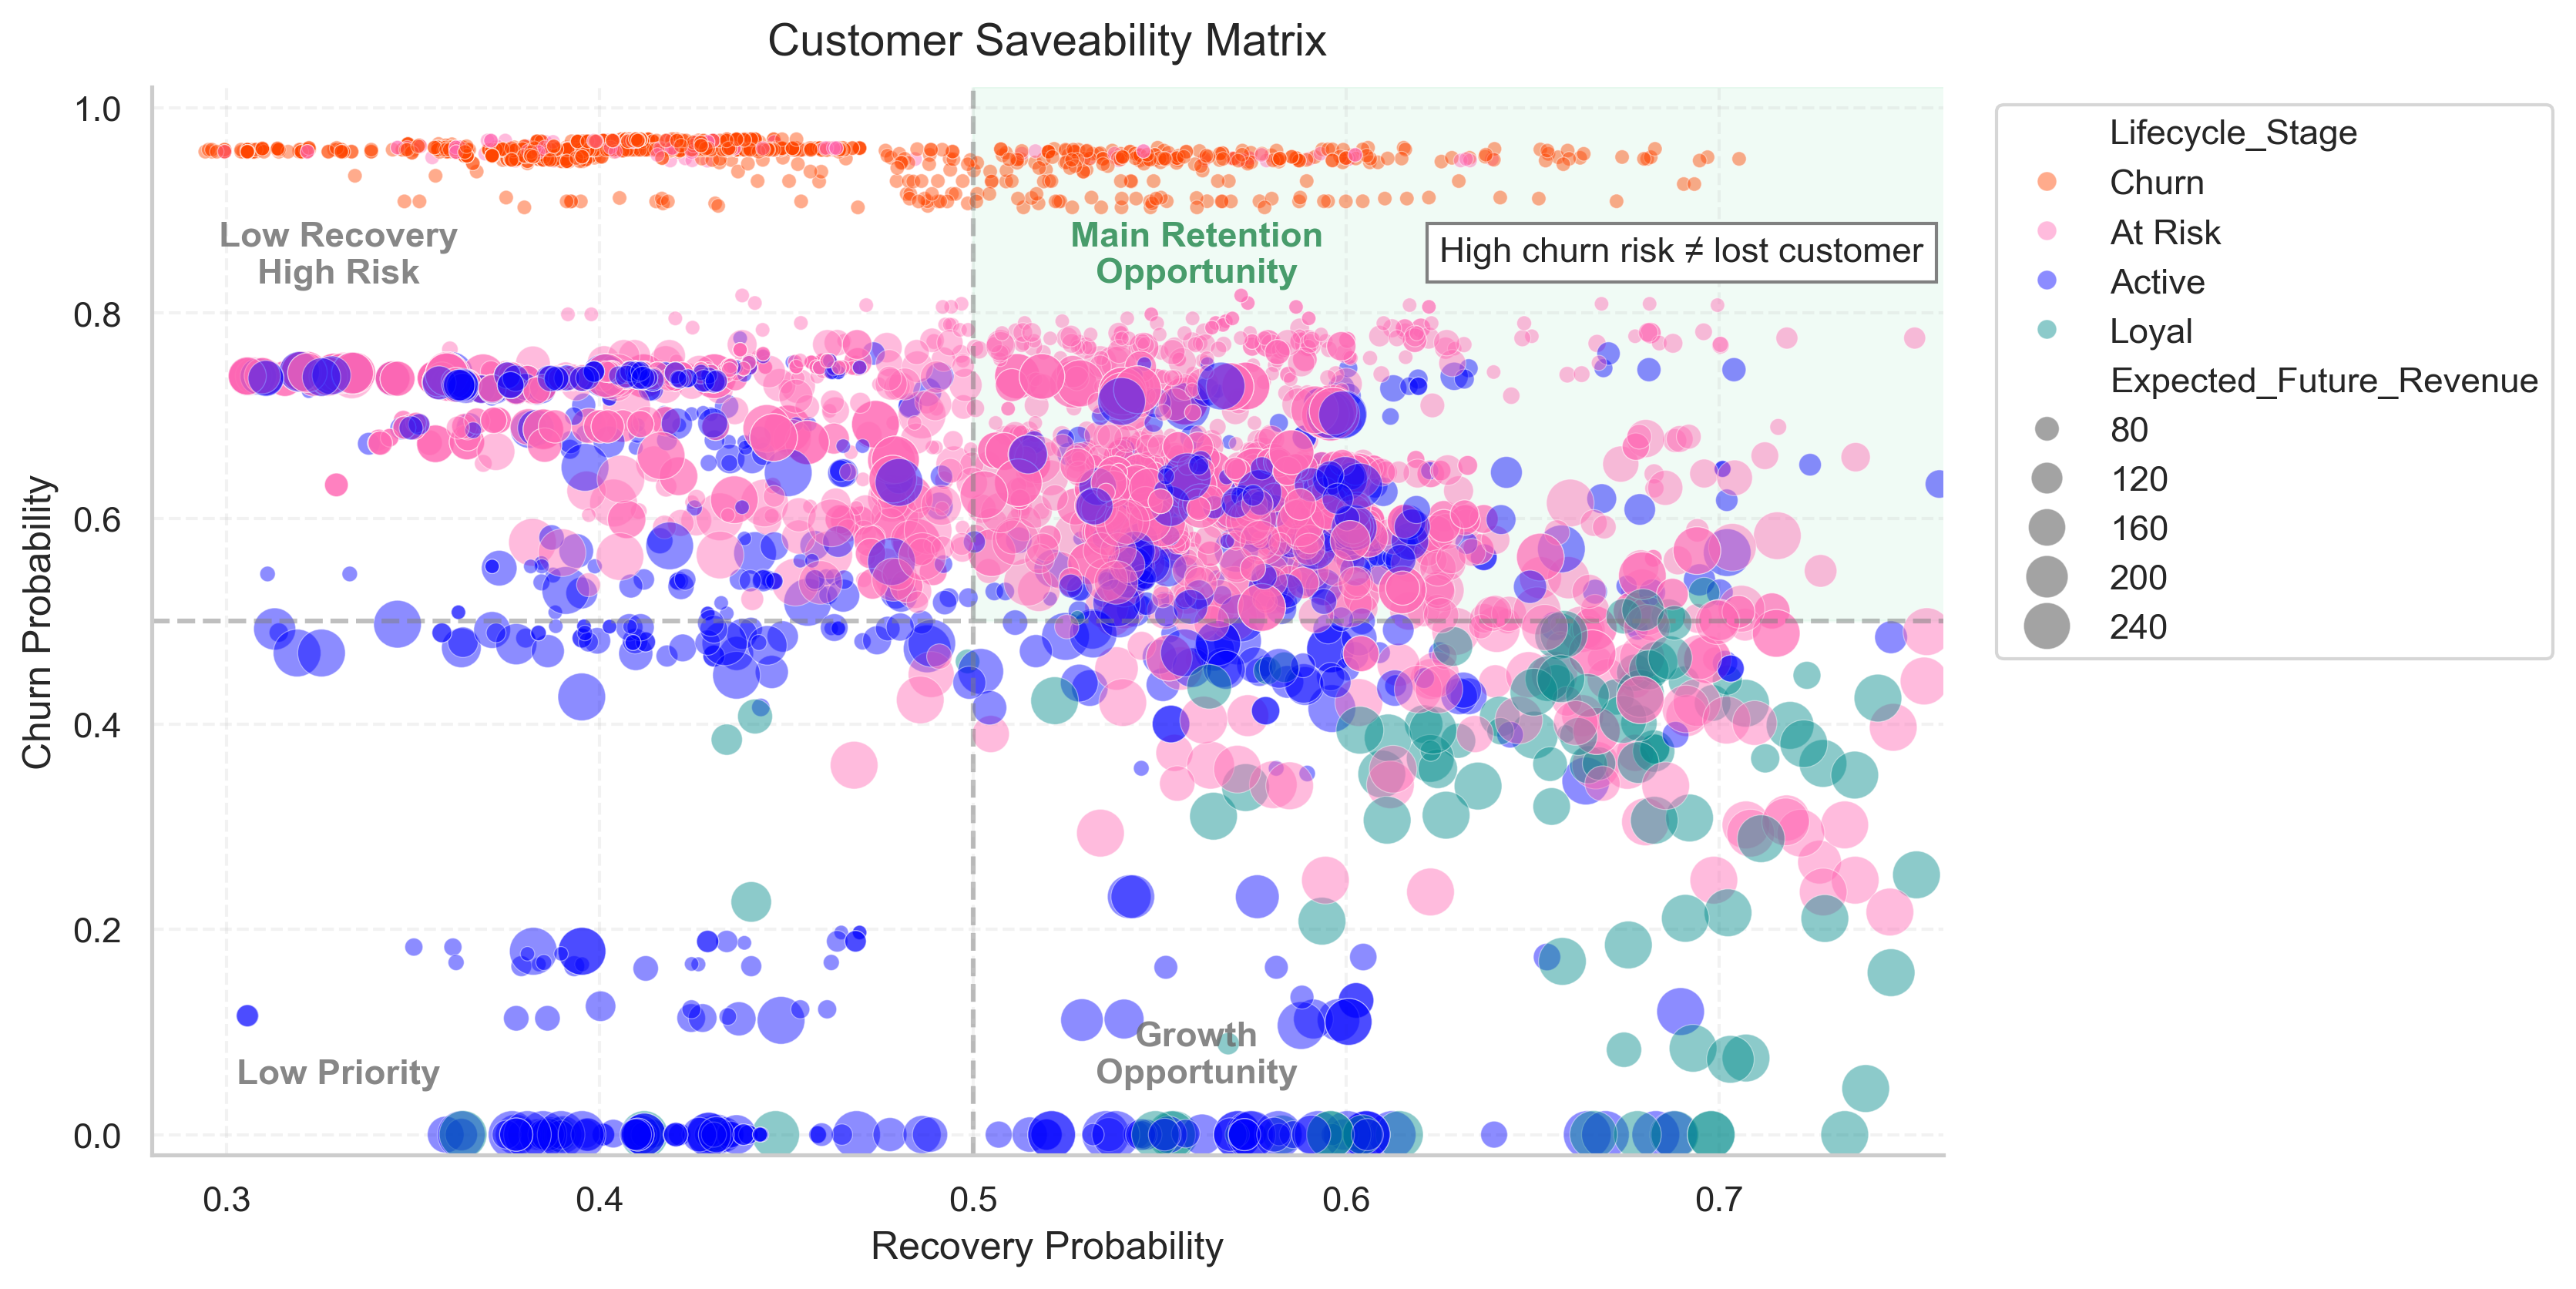 Customer Saveability Matrix
Churn Probability
1.0
0.8
0.6
0.4
0.2
0.0
Low Recovery
High Risk
Main Retention
Opportunity
High churn risk ≠ lost customer
Low Priority
Growth
Opportunity
0.3
0.4
0.5
0.6
0.7
Recovery Probability
Lifecycle_Stage
Churn
At Risk
Active
Loyal
Expected_Future_Revenue
80
120
160
200
240